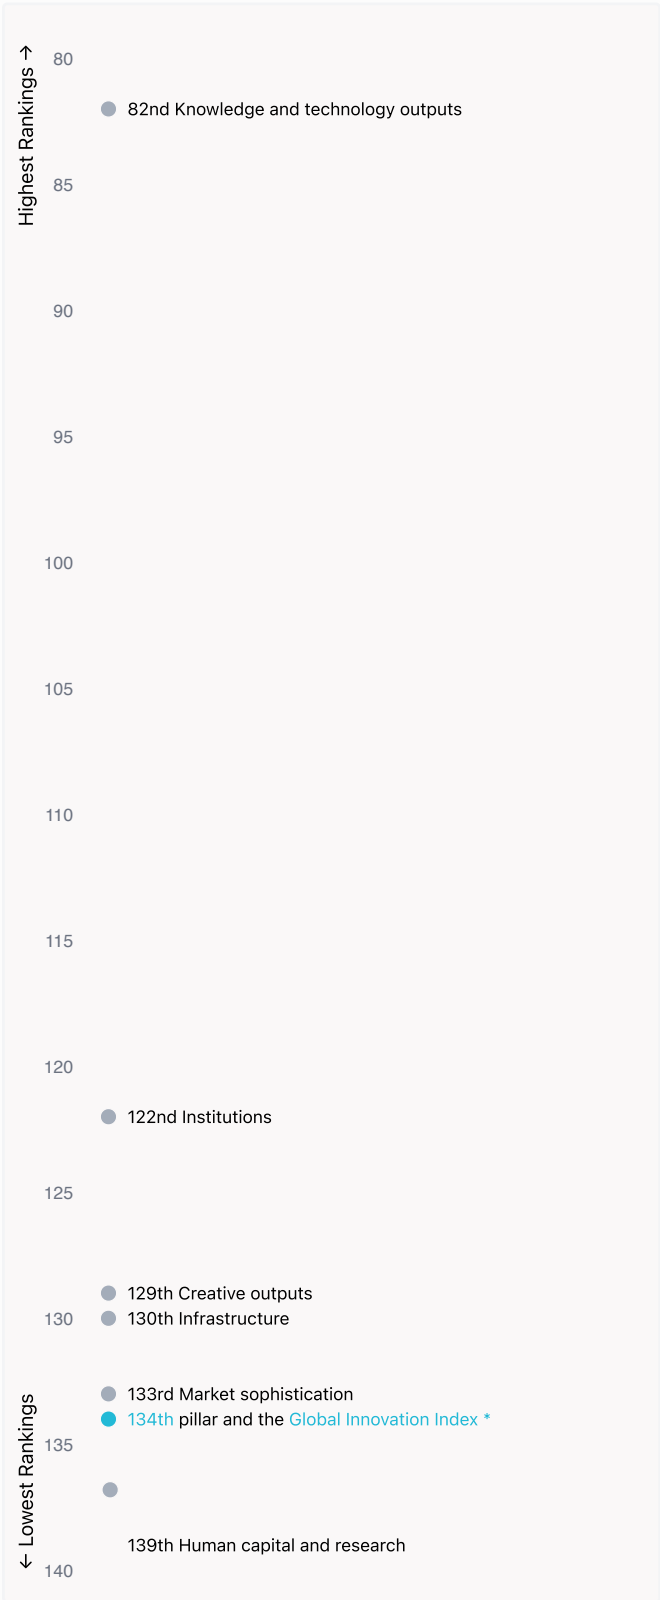 Highest Rankings →
80
82nd Knowledge and technology outputs
85
90
95
100
105
110
115
120
122nd Institutions
125
129th Creative outputs
130
130th Infrastructure
133rd Market sophistication
134th pillar and the Global Innovation Index *
135
139th Human capital and research
140
← Lowest Rankings